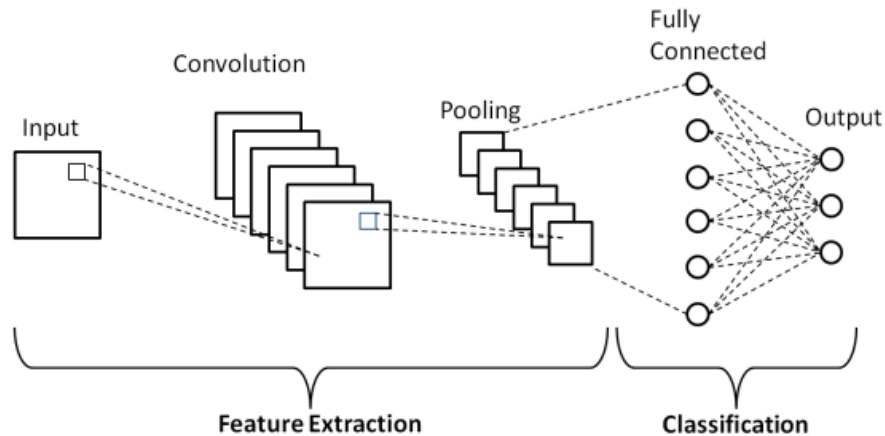 Fully
Connected
Convolution
Pooling
Output
Input
Feature Extraction
Classification